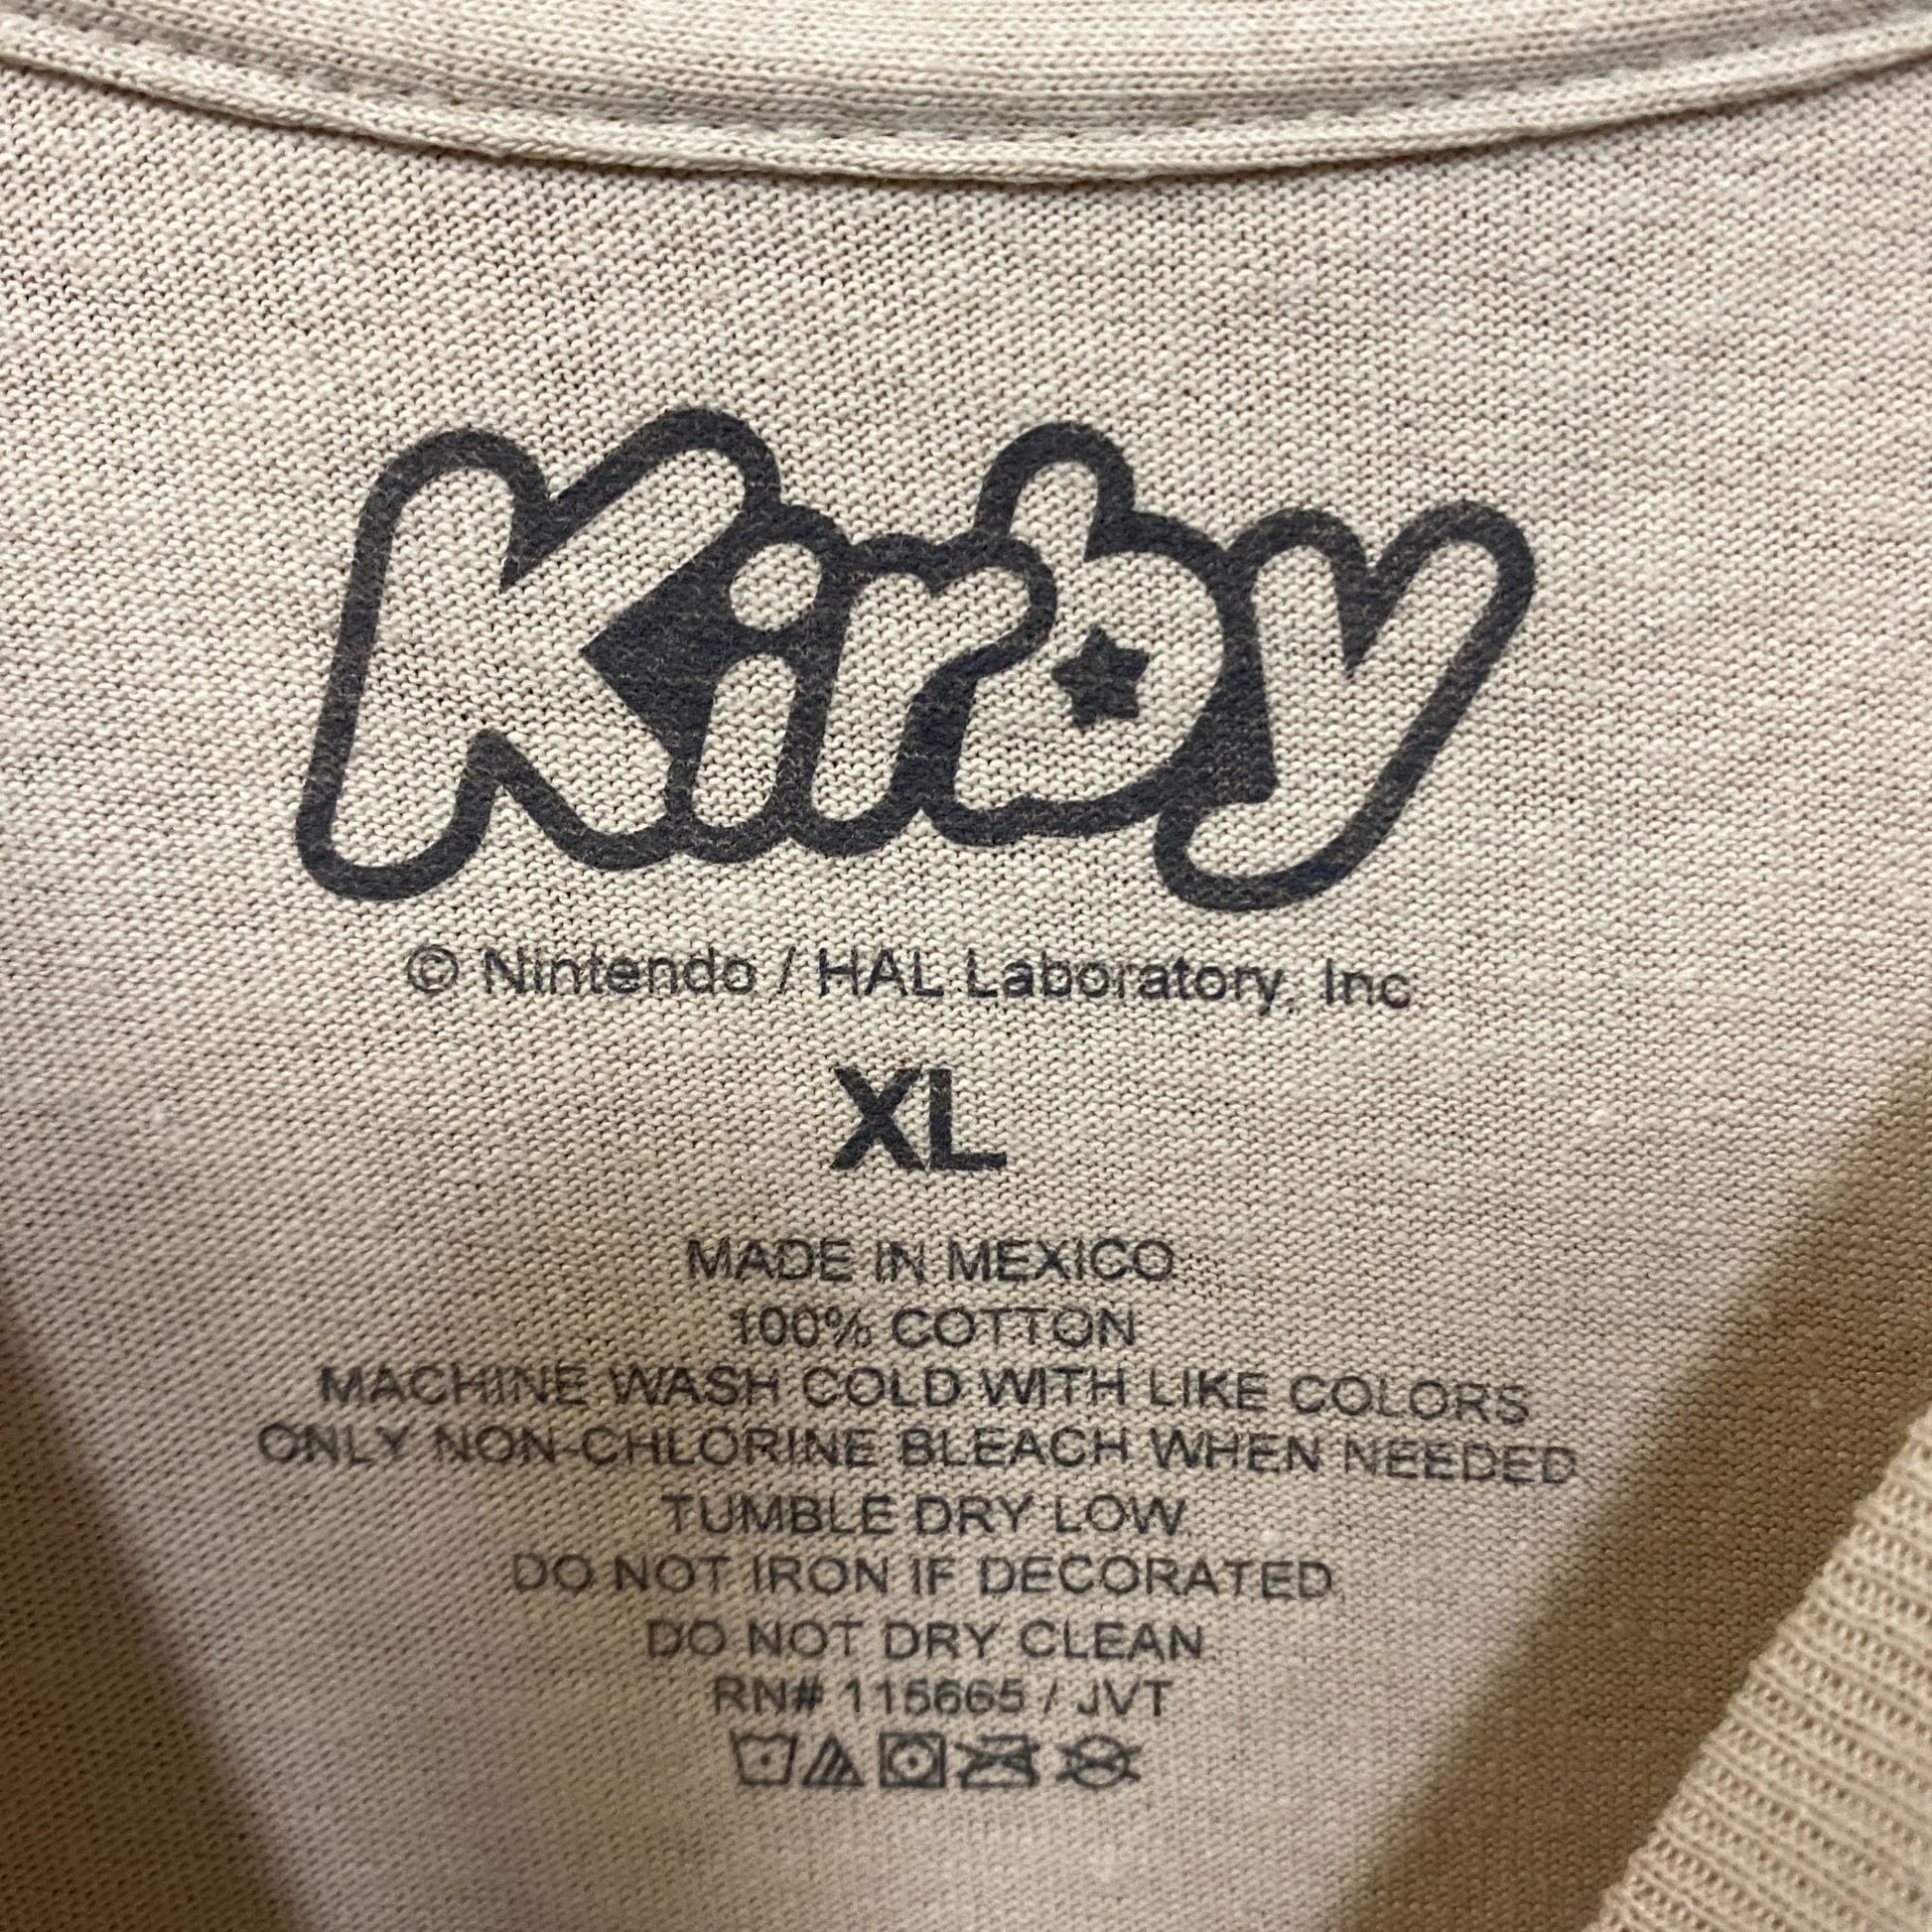 Kirby
© Nintendo / HAL Laboratory, Inc.
XL
MADE IN MEXICO
100% COTTON
MACHINE WASH COLD WITH LIKE COLORS
ONLY NON-CHLORINE BLEACH WHEN NEEDED
TUMBLE DRY LOW
DO NOT IRON IF DECORATED
DO NOT DRY CLEAN
RN# 115665 / JVT